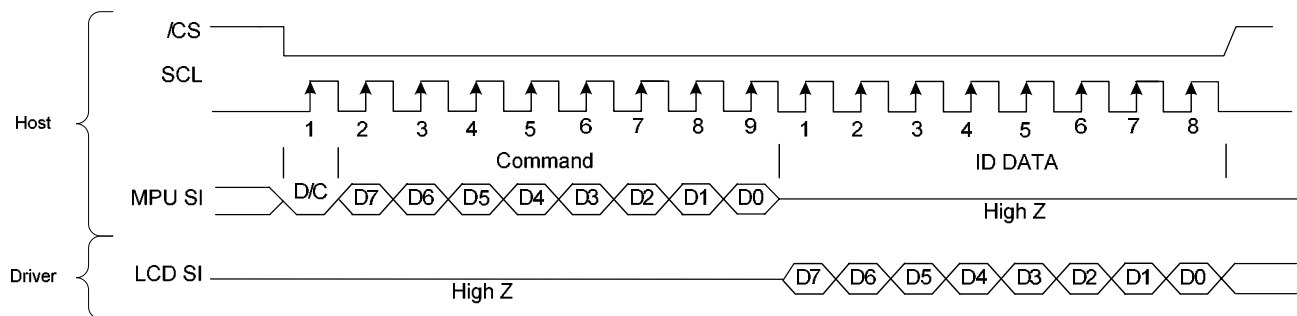 /CS
SCL
Host
1 2 3 4 5 6 7 8 9 1 2 3 4 5 6 7 8
Command ID DATA
MPU SI D/C D7 D6 D5 D4 D3 D2 D1 D0 High Z
Driver LCD SI High Z D7 D6 D5 D4 D3 D2 D1 D0